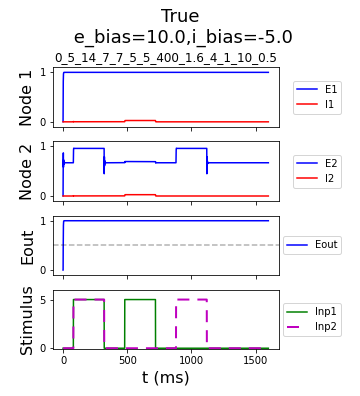 True
e_bias=10.0,i_bias=-5.0
0_5_14_7_7_5_5_400_1.6_4_1_10_0.5
Node 1
1
0
E1
I1
Node 2
1
0
E2
I2
Eout
1
0
Eout
Stimulus
5
0
Inp1
Inp2
0 500 1000 1500
t (ms)